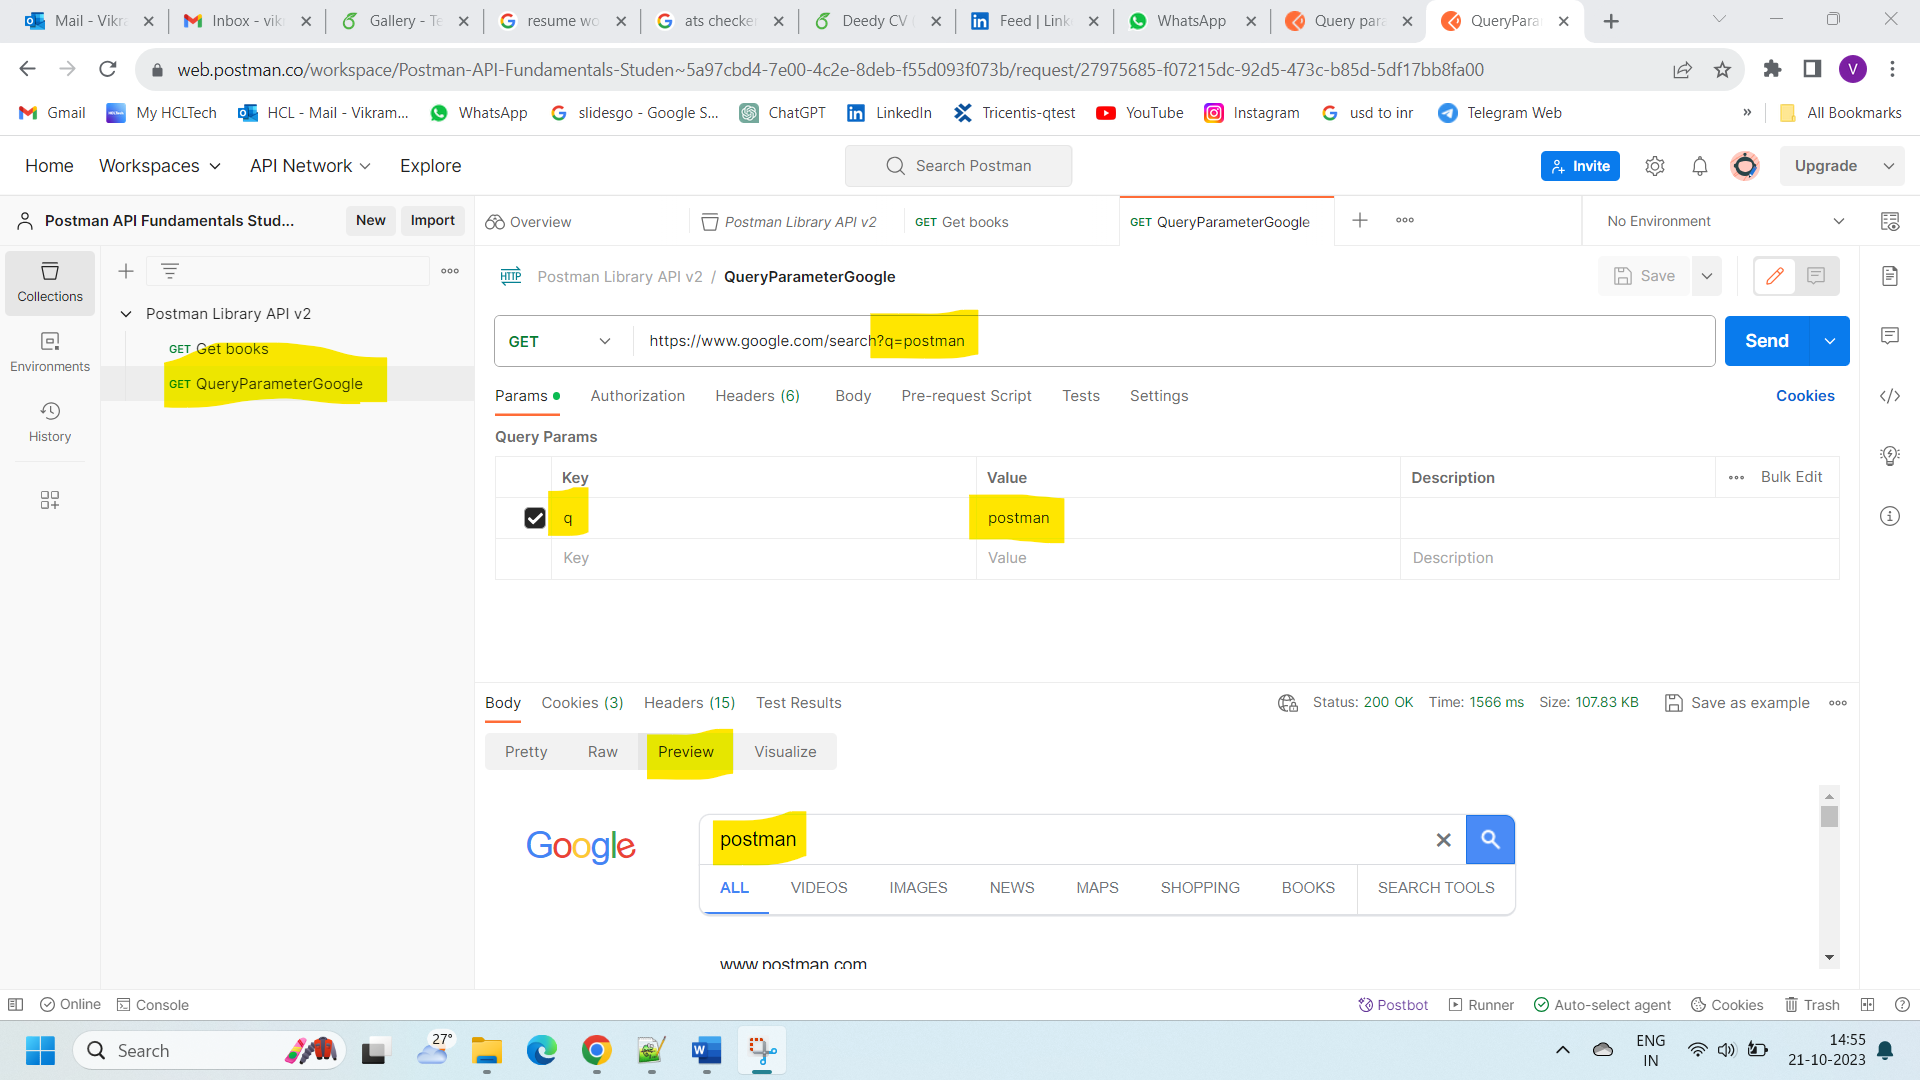 Mail - Vikra
Inbox - vik
Gallery - Te
resume wo
ats checke
Deedy CV (
Feed | Link
WhatsApp
Query para
QueryPara
web.postman.co/workspace/Postman-API-Fundamentals-Studen~5a97cbd4-7e00-4c2e-8deb-f55d093f073b/request/27975685-f07215dc-92d5-473c-b85d-5df17bb8fa00
V
Gmail
My HCLTech
HCL - Mail - Vikram...
WhatsApp
slidesgo - Google S...
ChatGPT
LinkedIn
Tricentis-qtest
YouTube
Instagram
usd to inr
Telegram Web
»
All Bookmarks
Home
Workspaces
API Network
Explore
Search Postman
Invite
Upgrade
Postman API Fundamentals Stud...
New
Import
Overview
Postman Library API v2
GET Get books
GET QueryParameterGoogle
No Environment
Collections
Environments
History
Postman Library API v2
GET Get books
GET QueryParameterGoogle
HTTP
Postman Library API v2 / QueryParameterGoogle
Save
GET
https://www.google.com/search?q=postman
Send
Params
Authorization
Headers (6)
Body
Pre-request Script
Tests
Settings
Cookies
Query Params
Key
Value
Description
Bulk Edit
q
postman
Key
Value
Description
Body
Cookies (3)
Headers (15)
Test Results
Status: 200 OK
Time: 1566 ms
Size: 107.83 KB
Save as example
Pretty
Raw
Preview
Visualize
Google
postman
ALL
VIDEOS
IMAGES
NEWS
MAPS
SHOPPING
BOOKS
SEARCH TOOLS
www.postman.com
Online
Console
Postbot
Runner
Auto-select agent
Cookies
Trash
Search
27°
ENG
IN
14:55
21-10-2023